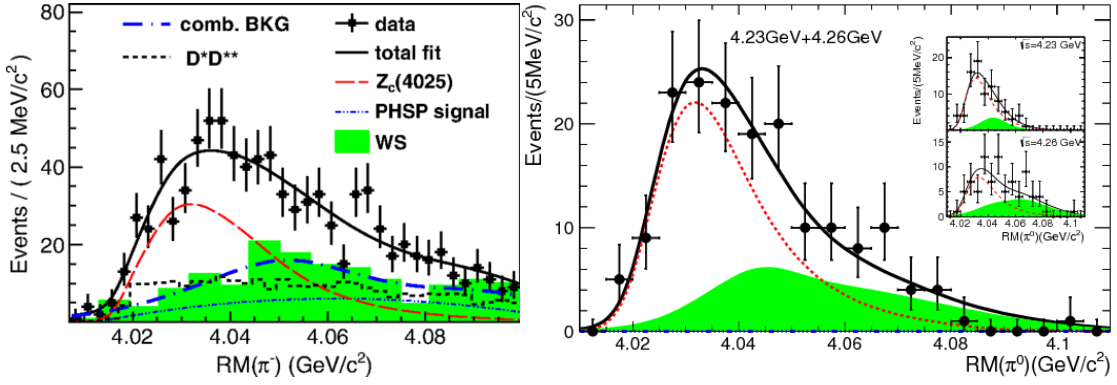 comb. BKG
D*D**
data
total fit
Zc(4025)
PHSP signal
WS
Events / ( 2.5 MeV/c² )
60
40
20
4.02 4.04 4.06 4.08
RM(π⁻) (GeV/c²)
4.23GeV+4.26GeV
Events/(5MeV/c²)
30
20
10
0
4.02 4.04 4.06 4.08 4.10
RM(π⁰)(GeV/c²)
√s=4.23 GeV
Events/(5MeV/c²)
20
10
√s=4.26 GeV
10
5
0
4.02 4.04 4.06 4.08 4.1
RM(π⁰)(GeV/c²)